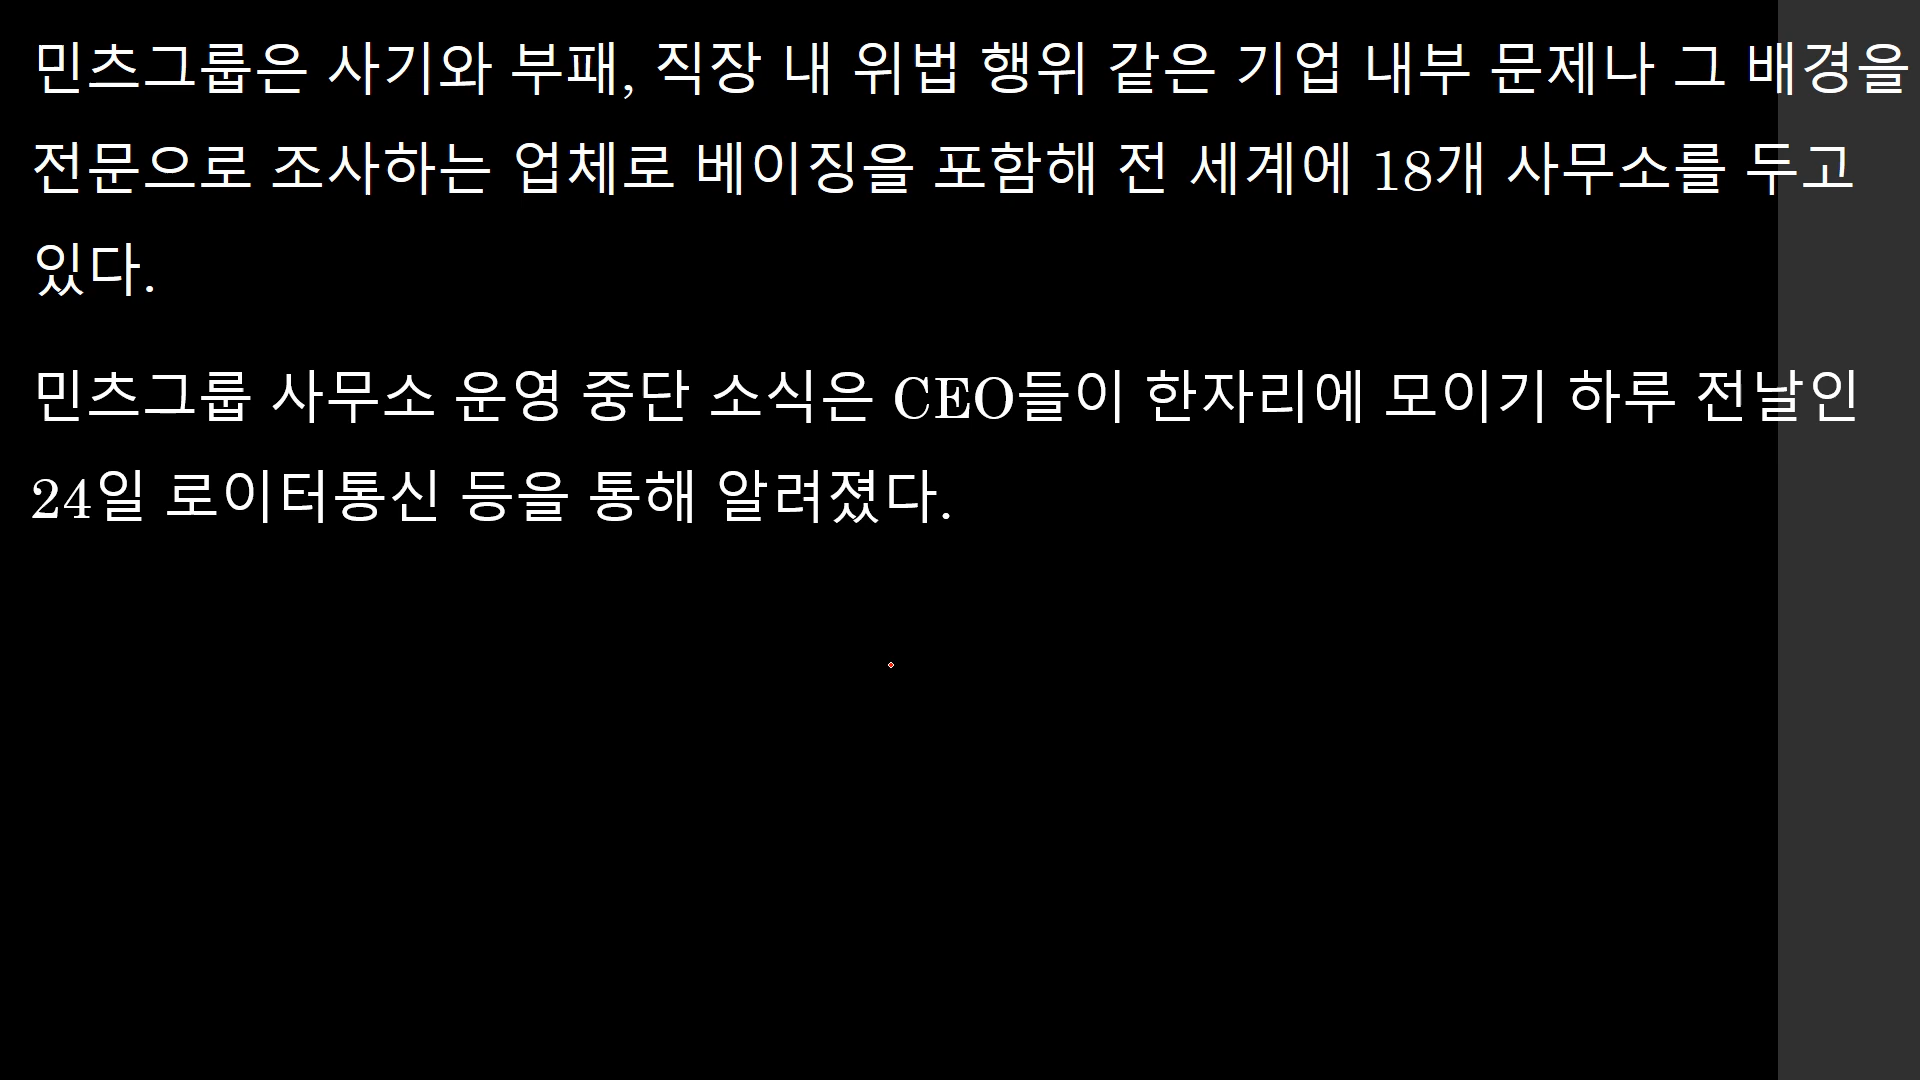 민츠그룹은 사기와 부패, 직장 내 위법 행위 같은 기업 내부 문제나 그 배경을
전문으로 조사하는 업체로 베이징을 포함해 전 세계에 18개 사무소를 두고
있다.
민츠그룹 사무소 운영 중단 소식은 CEO들이 한자리에 모이기 하루 전날인
24일 로이터통신 등을 통해 알려졌다.